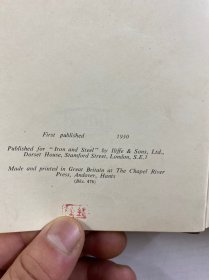 First published 1950
Published for "Iron and Steel" by Iliffe & Sons, Ltd.,
Dorset House, Stamford Street, London, S.E.1
Made and printed in Great Britain at The Chapel River
Press, Andover, Hants